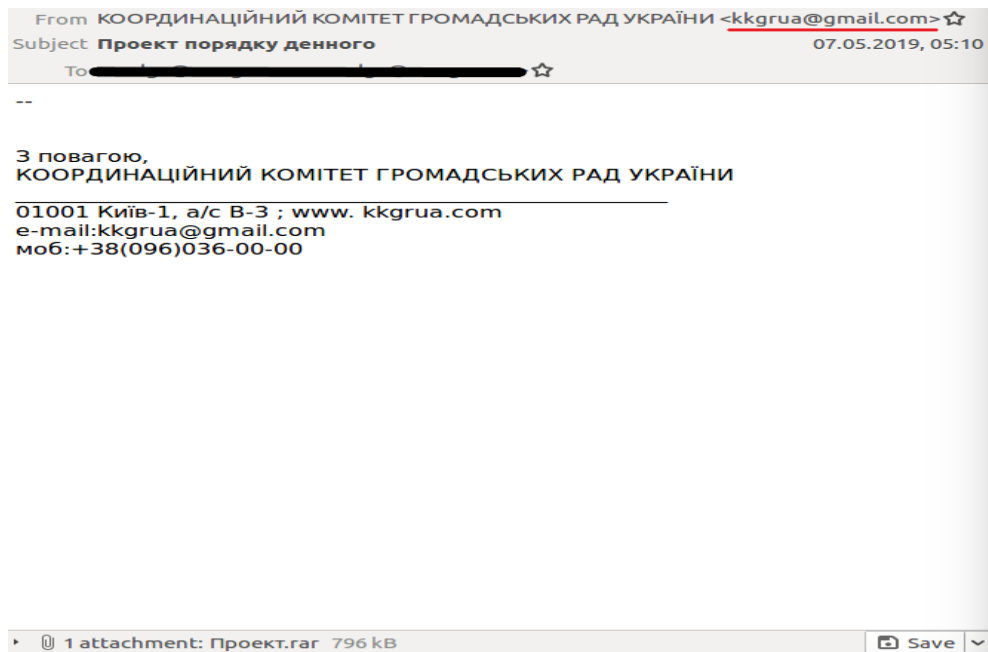 From КООРДИНАЦІЙНИЙ КОМІТЕТ ГРОМАДСЬКИХ РАД УКРАЇНИ <kkgrua@gmail.com>
Subject Проект порядку денного 07.05.2019, 05:10
To
--
З повагою,
КООРДИНАЦІЙНИЙ КОМІТЕТ ГРОМАДСЬКИХ РАД УКРАЇНИ
01001 Київ-1, а/с В-3 ; www. kkgrua.com
e-mail:kkgrua@gmail.com
моб:+38(096)036-00-00
1 attachment: Проект.rar 796 kB Save